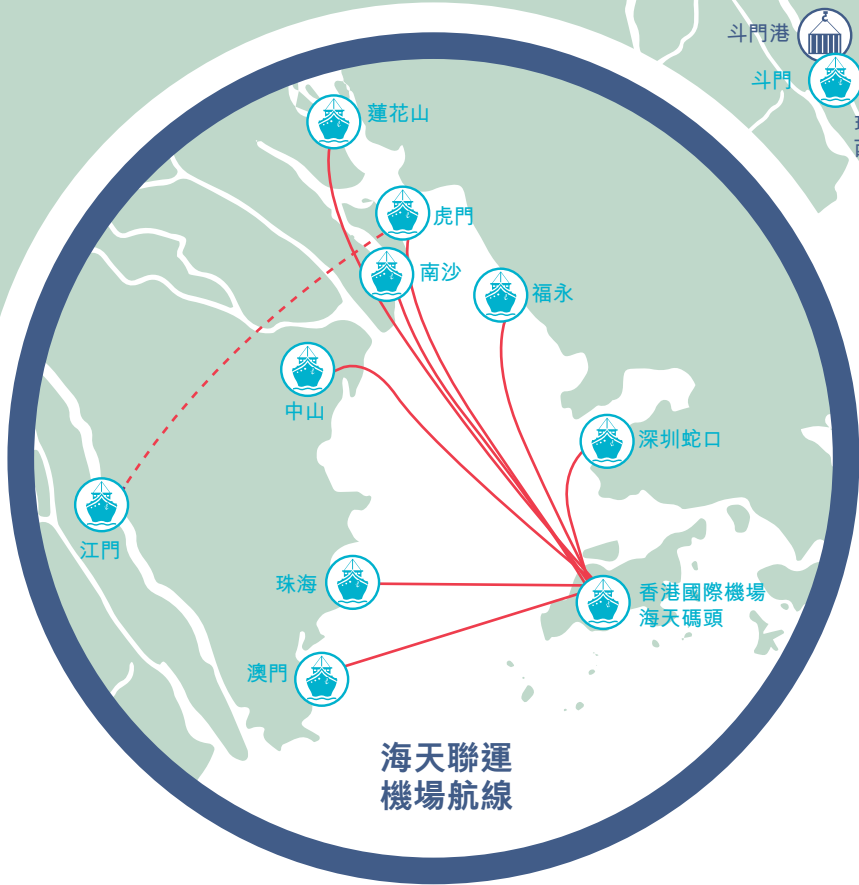 斗門港
斗門
蓮花山
虎門
南沙
福永
中山
深圳蛇口
江門
珠海
香港國際機場
海天碼頭
澳門
海天聯運
機場航線